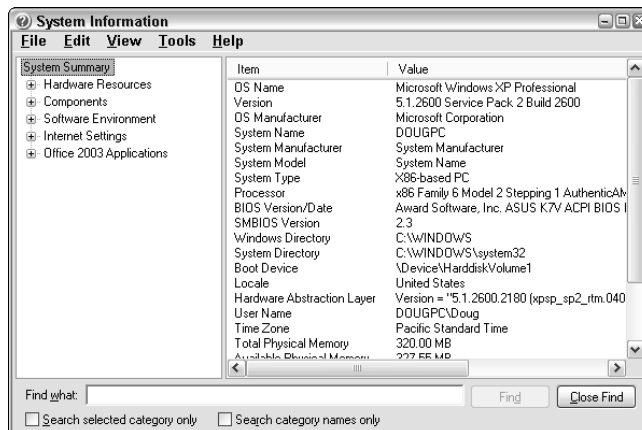 System Information
File Edit View Tools Help
System Summary
Hardware Resources
Components
Software Environment
Internet Settings
Office 2003 Applications
Item Value
OS Name Microsoft Windows XP Professional
Version 5.1.2600 Service Pack 2 Build 2600
OS Manufacturer Microsoft Corporation
System Name DOUGPC
System Manufacturer System Manufacturer
System Model System Name
System Type X86-based PC
Processor x86 Family 6 Model 2 Stepping 1 AuthenticAM
BIOS Version/Date Award Software, Inc. ASUS K7V ACPI BIOS
SMBIOS Version 2.3
Windows Directory C:\WINDOWS
System Directory C:\WINDOWS\system32
Boot Device \Device\HarddiskVolume1
Locale United States
Hardware Abstraction Layer Version = "5.1.2600.2180 (xpsp_sp2_rtm.040
User Name DOUGPC\Doug
Time Zone Pacific Standard Time
Total Physical Memory 320.00 MB
Available Physical Memory 227.55 MB
Find what: Find Close Find
Search selected category only Search category names only